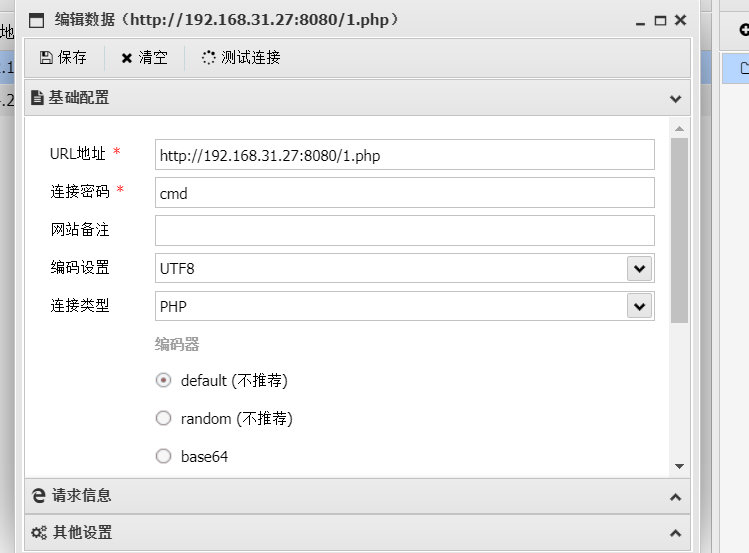 编辑数据（http://192.168.31.27:8080/1.php）
保存 清空 测试连接
基础配置
URL地址 * http://192.168.31.27:8080/1.php
连接密码 * cmd
网站备注
编码设置 UTF8
连接类型 PHP
编码器
default (不推荐)
random (不推荐)
base64
请求信息
其他设置